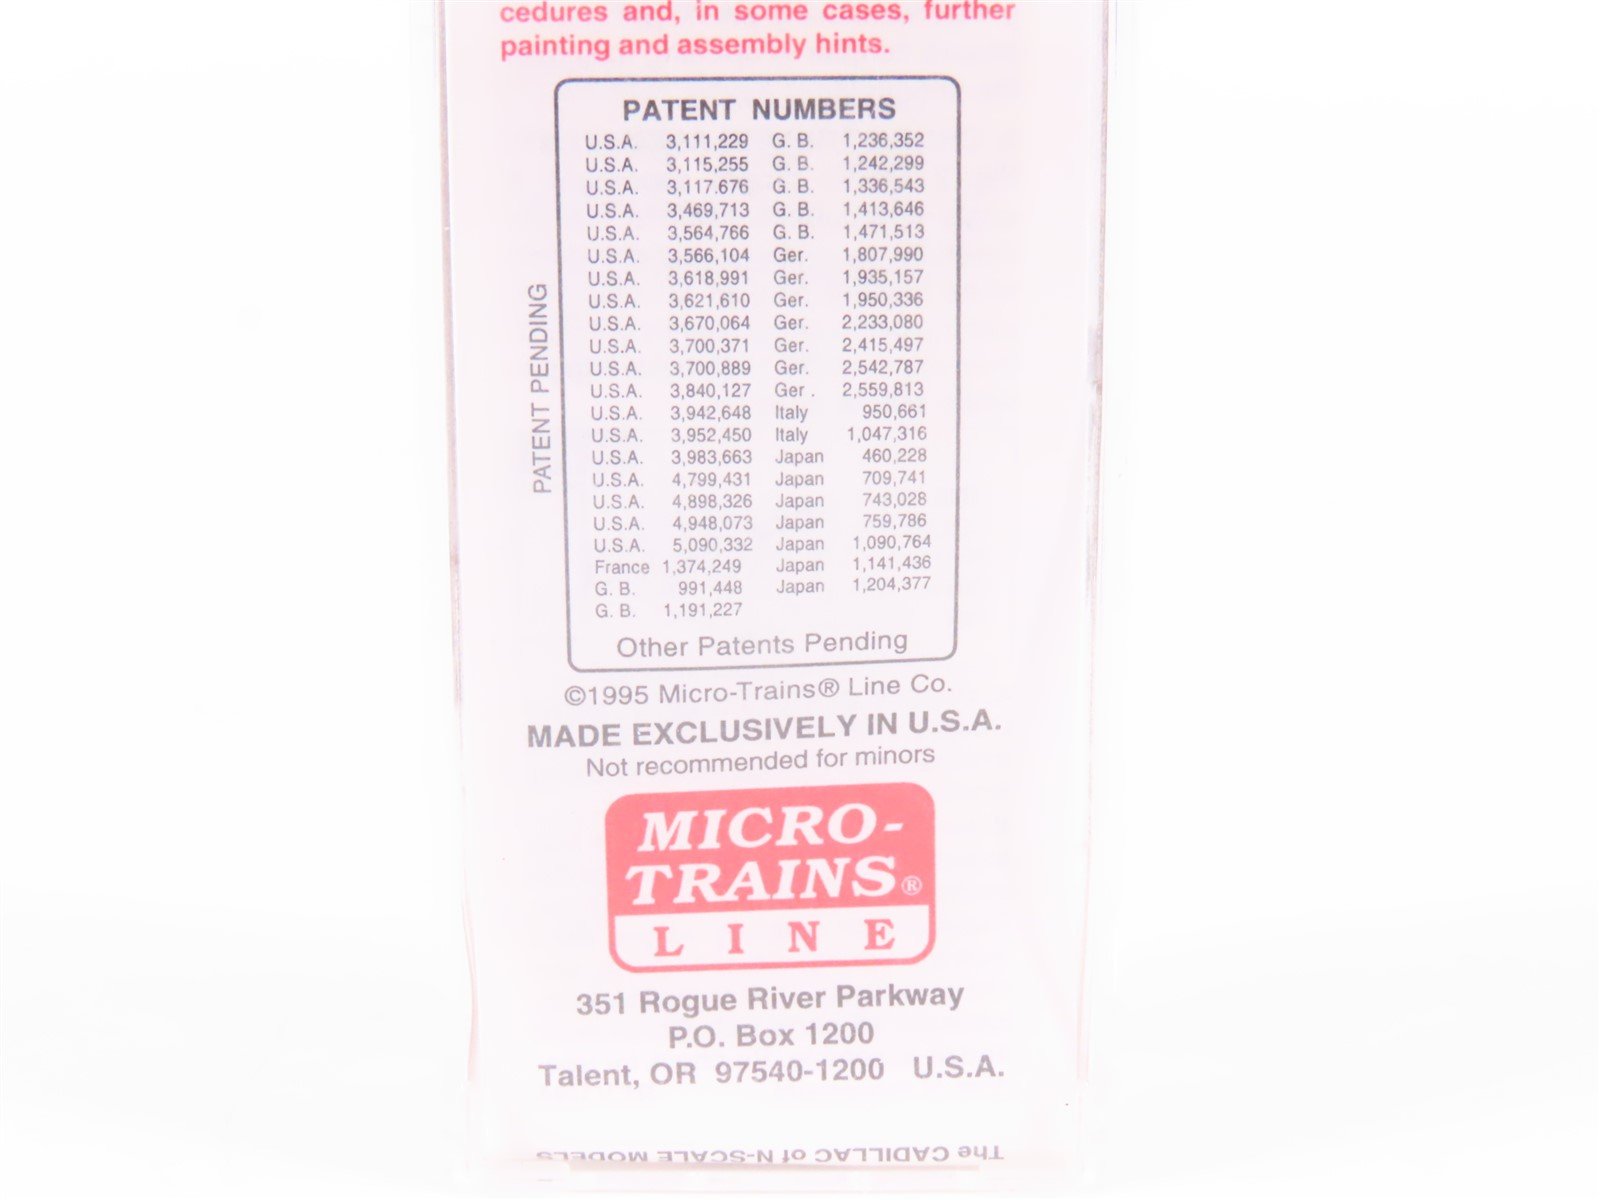 cedures and, in some cases, further
painting and assembly hints.
PATENT PENDING
PATENT NUMBERS
U.S.A. 3,111,229 G. B. 1,236,352
U.S.A. 3,115,255 G. B. 1,242,299
U.S.A. 3,117.676 G. B. 1,336,543
U.S.A. 3,469,713 G. B. 1,413,646
U.S.A. 3,564,766 G. B. 1,471,513
U.S.A. 3,566,104 Ger. 1,807,990
U.S.A. 3,618,991 Ger. 1,935,157
U.S.A. 3,621,610 Ger. 1,950,336
U.S.A. 3,670,064 Ger. 2,233,080
U.S.A. 3,700,371 Ger. 2,415,497
U.S.A. 3,700,889 Ger. 2,542,787
U.S.A. 3,840,127 Ger . 2,559,813
U.S.A. 3,942,648 Italy 950,661
U.S.A. 3,952,450 Italy 1,047,316
U.S.A. 3,983,663 Japan 460,228
U.S.A. 4,799,431 Japan 709,741
U.S.A. 4,898,326 Japan 743,028
U.S.A. 4,948,073 Japan 759,786
U.S.A. 5,090,332 Japan 1,090,764
France 1,374,249 Japan 1,141,436
G. B. 991,448 Japan 1,204,377
G. B. 1,191,227
Other Patents Pending
©1995 Micro-Trains® Line Co.
MADE EXCLUSIVELY IN U.S.A.
Not recommended for minors
MICRO-
TRAINS®
LINE
351 Rogue River Parkway
P.O. Box 1200
Talent, OR 97540-1200 U.S.A.
The CADILLAC of N-SCALE MODELS